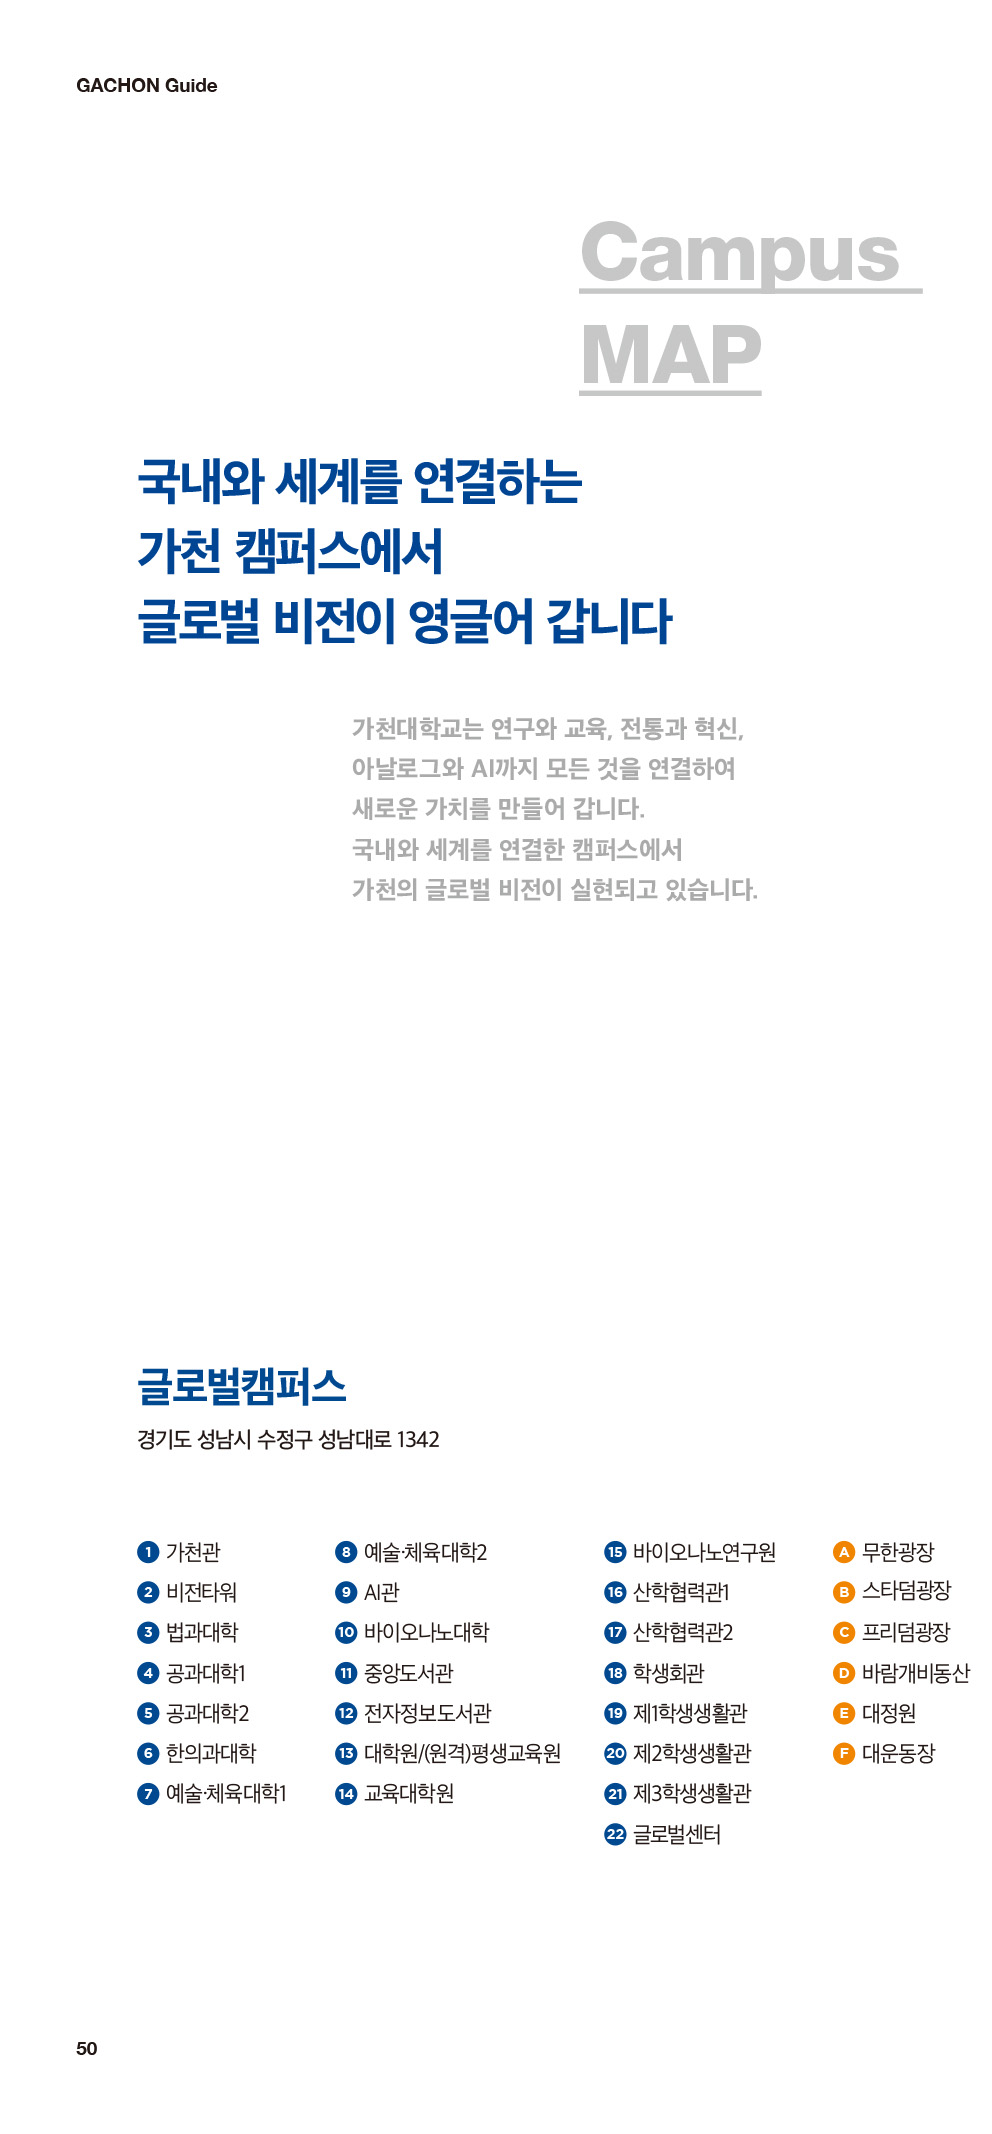 GACHON Guide
Campus
MAP
국내와 세계를 연결하는
가천 캠퍼스에서
글로벌 비전이 영글어 갑니다
가천대학교는 연구와 교육, 전통과 혁신,
아날로그와 AI까지 모든 것을 연결하여
새로운 가치를 만들어 갑니다.
국내와 세계를 연결한 캠퍼스에서
가천의 글로벌 비전이 실현되고 있습니다.
글로벌캠퍼스
경기도 성남시 수정구 성남대로 1342
1 가천관
2 비전타워
3 법과대학
4 공과대학1
5 공과대학2
6 한의과대학
7 예술·체육대학1
8 예술·체육대학2
9 AI관
10 바이오나노대학
11 중앙도서관
12 전자정보도서관
13 대학원/(원격)평생교육원
14 교육대학원
15 바이오나노연구원
16 산학협력관1
17 산학협력관2
18 학생회관
19 제1학생생활관
20 제2학생생활관
21 제3학생생활관
22 글로벌센터
A 무한광장
B 스타덤광장
C 프리덤광장
D 바람개비동산
E 대정원
F 대운동장
50